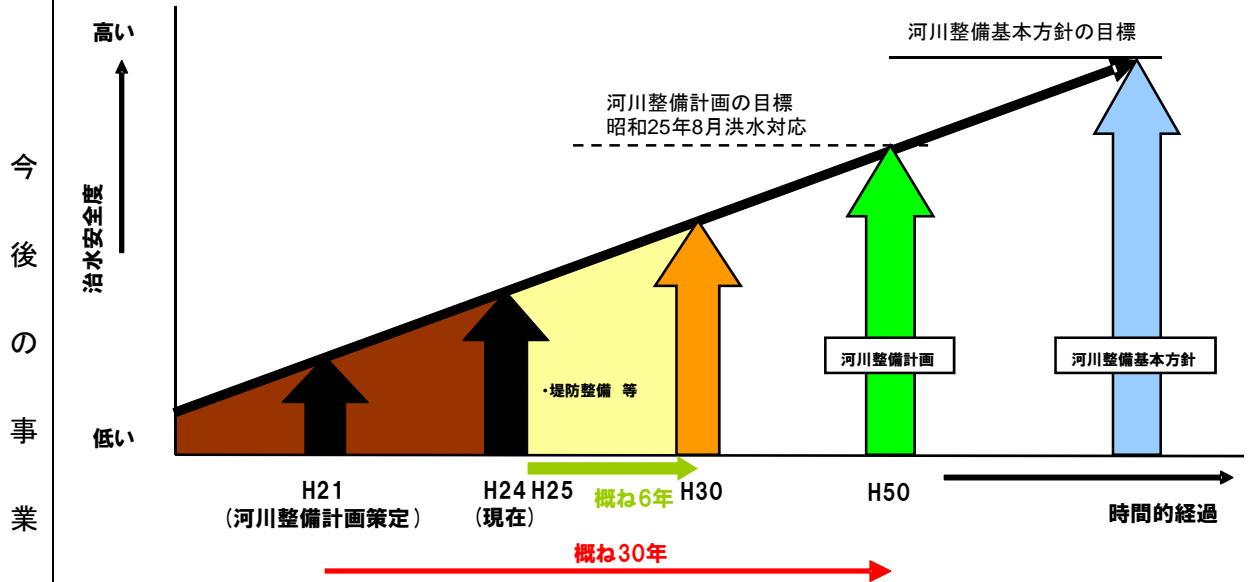 今後の事業
高い
治水安全度
低い
河川整備基本方針の目標
河川整備計画の目標
昭和25年8月洪水対応
・堤防整備 等
河川整備計画
河川整備基本方針
H21
(河川整備計画策定)
H24
(現在)
H25
概ね6年
H30
H50
時間的経過
概ね30年